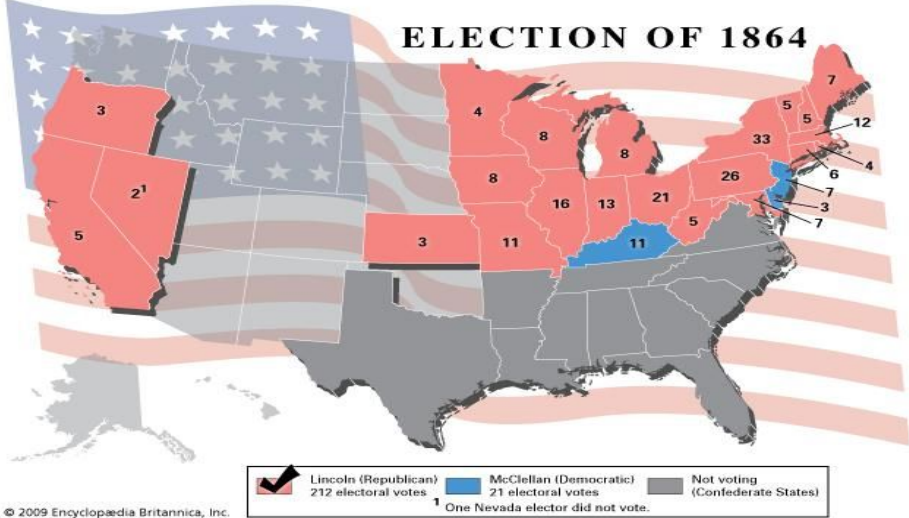 ELECTION OF 1864
3
2¹
5
3
4
8
11
8
16
8
13
21
11
5
26
33
5
5
7
12
4
6
7
3
7
Lincoln (Republican)
212 electoral votes
McClellan (Democratic)
21 electoral votes
Not voting
(Confederate States)
1 One Nevada elector did not vote.
© 2009 Encyclopædia Britannica, Inc.